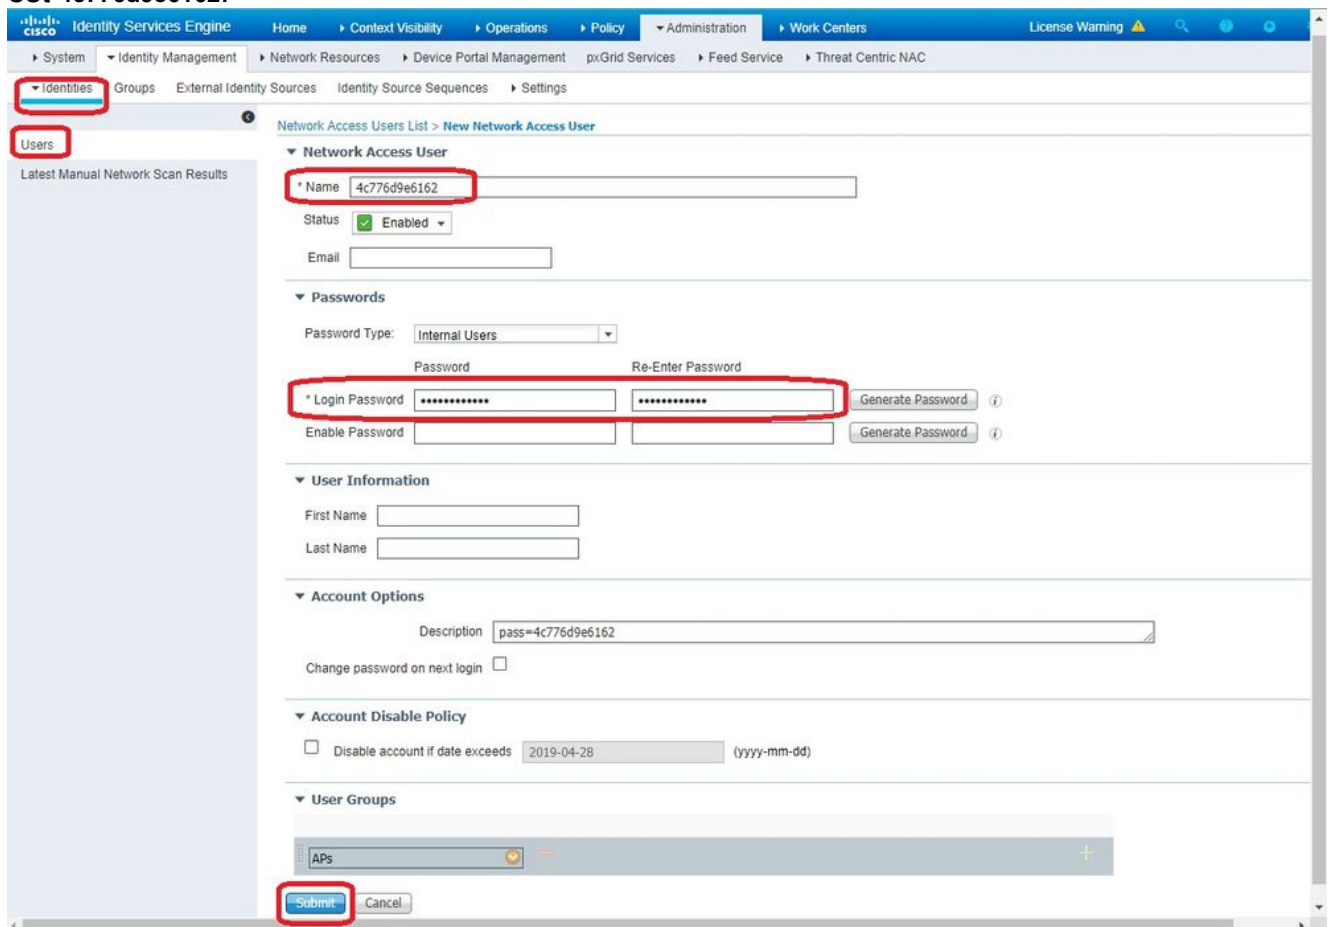 cisco Identity Services Engine Home Context Visibility Operations Policy Administration Work Centers License Warning
System Identity Management Network Resources Device Portal Management pxGrid Services Feed Service Threat Centric NAC
Identities Groups External Identity Sources Identity Source Sequences Settings
Network Access Users List > New Network Access User
Users
Latest Manual Network Scan Results
Network Access User
* Name 4c776d9e6162
Status Enabled
Email
Passwords
Password Type: Internal Users
Password Re-Enter Password
* Login Password •••••••••••• •••••••••••• Generate Password i
Enable Password Generate Password i
User Information
First Name
Last Name
Account Options
Description pass=4c776d9e6162
Change password on next login
Account Disable Policy
Disable account if date exceeds 2019-04-28 (yyyy-mm-dd)
User Groups
APs
Submit Cancel